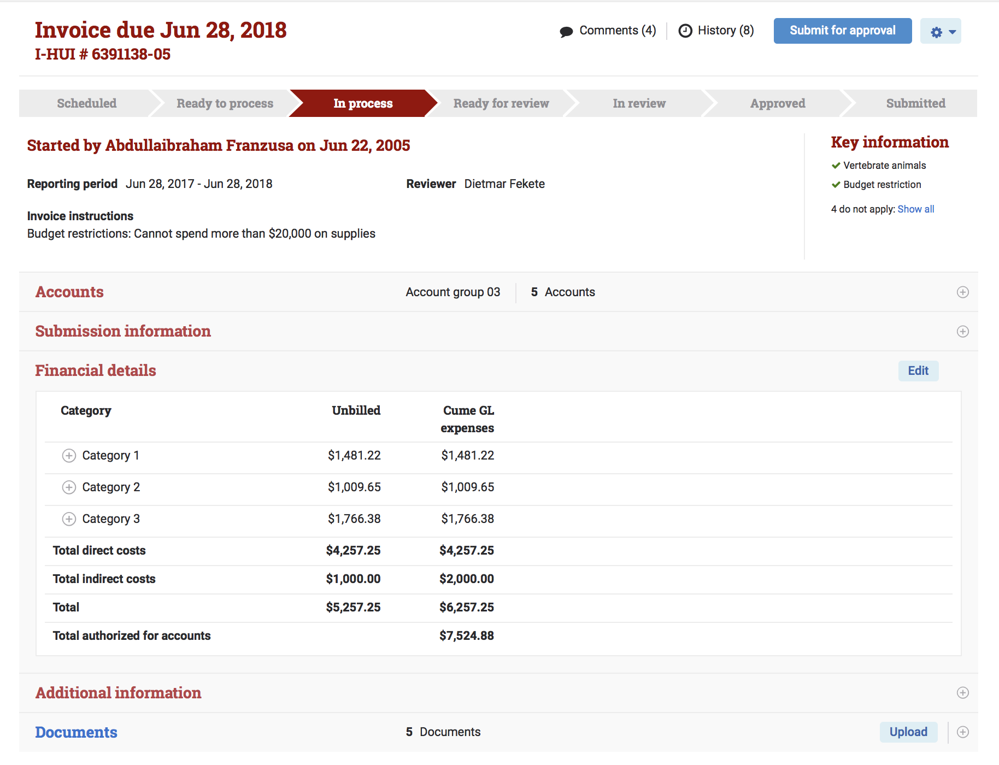 Invoice due Jun 28, 2018
I-HUI # 6391138-05
Comments (4)
History (8)
Submit for approval
Scheduled
Ready to process
In process
Ready for review
In review
Approved
Submitted
Started by Abdullaibraham Franzusa on Jun 22, 2005
Reporting period Jun 28, 2017 - Jun 28, 2018
Reviewer Dietmar Fekete
Invoice instructions
Budget restrictions: Cannot spend more than $20,000 on supplies
Key information
Vertebrate animals
Budget restriction
4 do not apply: Show all
Accounts Account group 03 5 Accounts
Submission information
Financial details Edit
Category Unbilled Cume GL
expenses
Category 1 $1,481.22 $1,481.22
Category 2 $1,009.65 $1,009.65
Category 3 $1,766.38 $1,766.38
Total direct costs $4,257.25 $4,257.25
Total indirect costs $1,000.00 $2,000.00
Total $5,257.25 $6,257.25
Total authorized for accounts $7,524.88
Additional information
Documents 5 Documents Upload